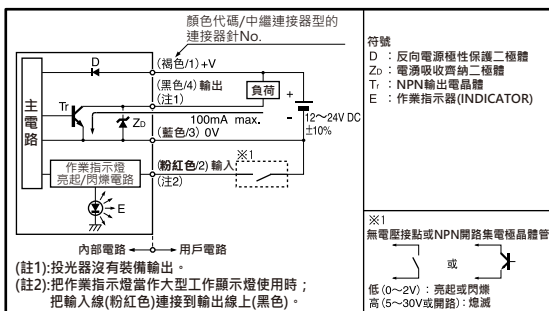 顏色代碼/中繼連接器型的
連接器針No.
D
(褐色/1) +V
(黑色/4) 輸出
(注1)
負荷
主電路
Tr
ZD
100mA max.
+
-
12～24V DC
±10%
(藍色/3) 0V
作業指示燈
亮起/閃爍電路
(粉紅色/2) 輸入
(注2)
※1
E
內部電路
用戶電路
(註1):投光器沒有裝備輸出。
(註2):把作業指示燈當作大型工作顯示燈使用時；
把輸入線(粉紅色)連接到輸出線上(黑色)。
符號
D ：反向電源極性保護二極體
ZD ：電湧吸收齊納二極體
Tr ：NPN輸出電晶體
E ：作業指示器(INDICATOR)
※1
無電壓接點或NPN開路集電極晶體管
或
低(0～2V)：亮起或閃爍
高(5～30V或開路)：熄滅